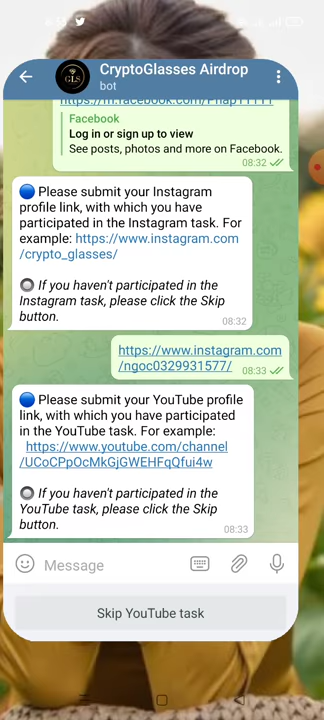 GLS
CryptoGlasses Airdrop
bot
Facebook
Log in or sign up to view
See posts, photos and more on Facebook.
08:32
Please submit your Instagram
profile link, with which you have
participated in the Instagram task. For
example: https://www.instagram.com
/crypto_glasses/
If you haven't participated in the
Instagram task, please click the Skip
button.
08:32
https://www.instagram.com
/ngoc0329931577/
08:33
Please submit your YouTube profile
link, with which you have participated
in the YouTube task. For example:
https://www.youtube.com/channel
/UCoCPpOcMkGjGWEHFqQfui4w
If you haven't participated in the
YouTube task, please click the Skip
button.
08:33
Message
Skip YouTube task